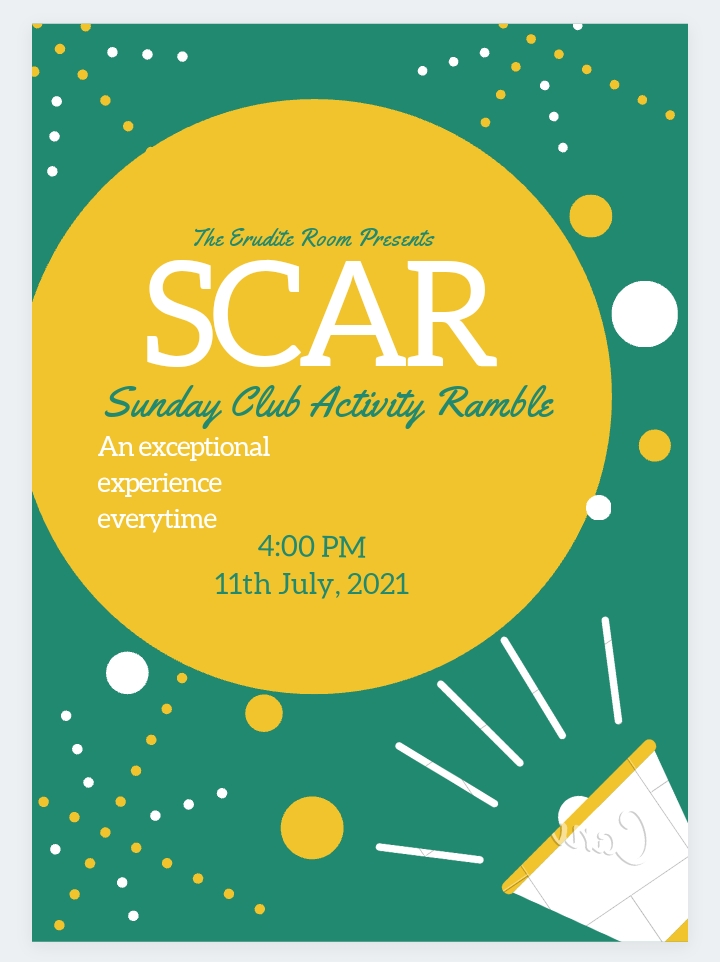 The Erudite Room Presents
SCAR
Sunday Club Activity Ramble
An exceptional
experience
everytime
4:00 PM
11th July, 2021